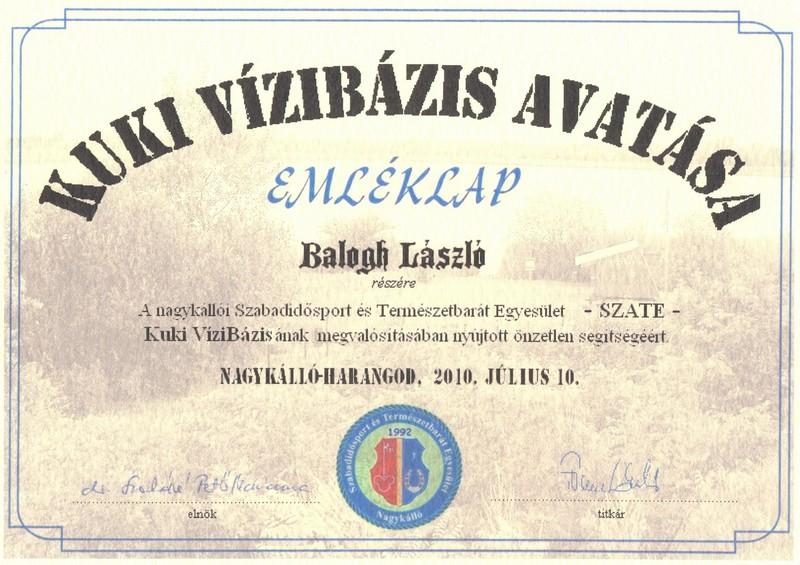 KUKI VÍZIBÁZIS AVATÁSA
EMLÉKLAP
Balogh László
részére
A nagykállói Szabadidősport és Természetbarát Egyesület - SZATE -
Kuki VíziBázisának megvalósításában nyújtott önzetlen segítségéért.
NAGYKÁLLÓ-HARANGOD, 2010. JÚLIUS 10.
Szabadidősport és Természetbarát Egyesület
1992
Nagykálló
elnök
titkár